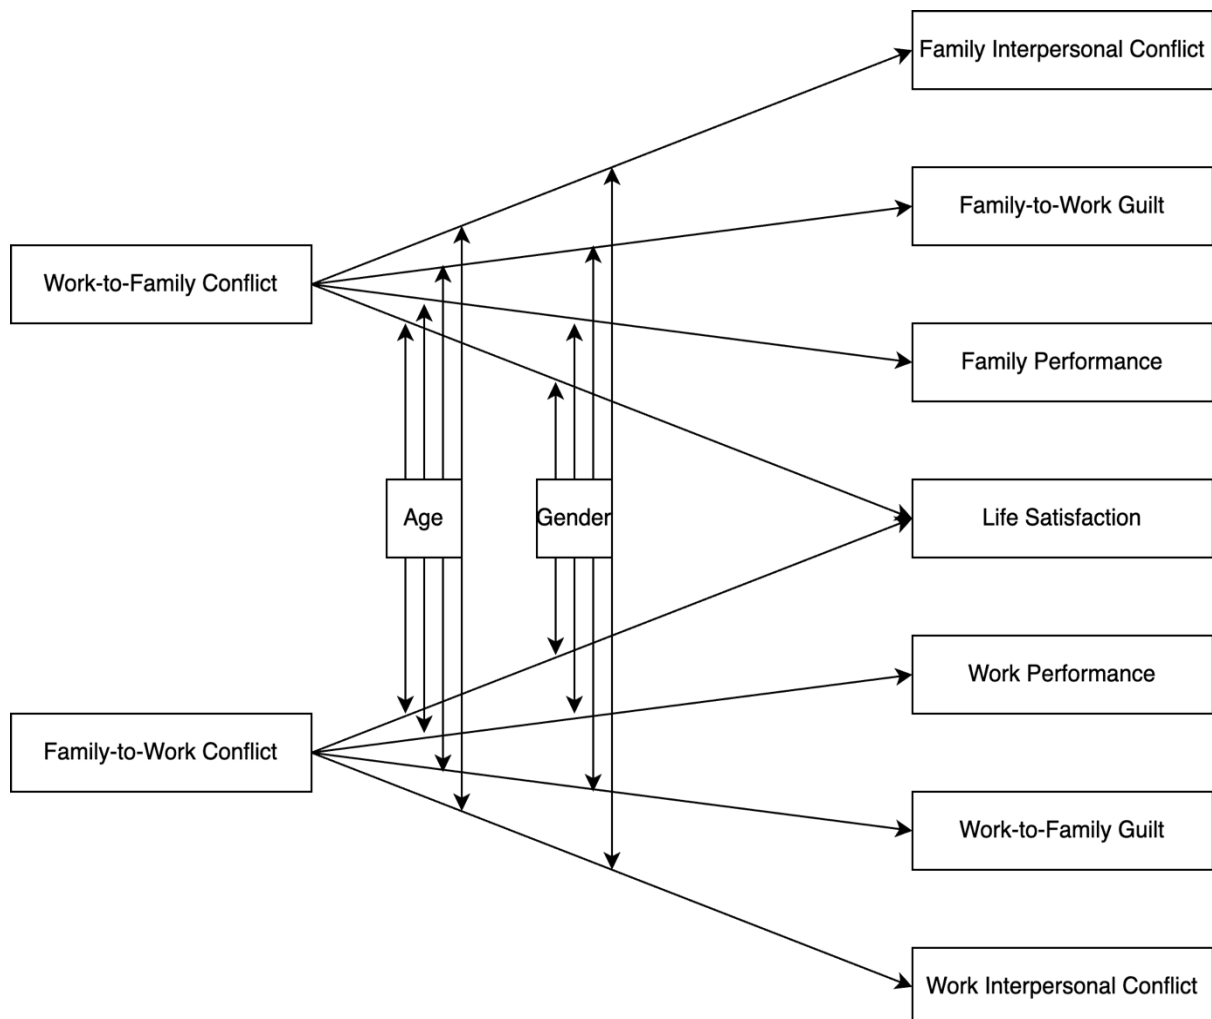 Family Interpersonal Conflict
Family-to-Work Guilt
Work-to-Family Conflict
Family Performance
Age
Gender
Life Satisfaction
Work Performance
Family-to-Work Conflict
Work-to-Family Guilt
Work Interpersonal Conflict